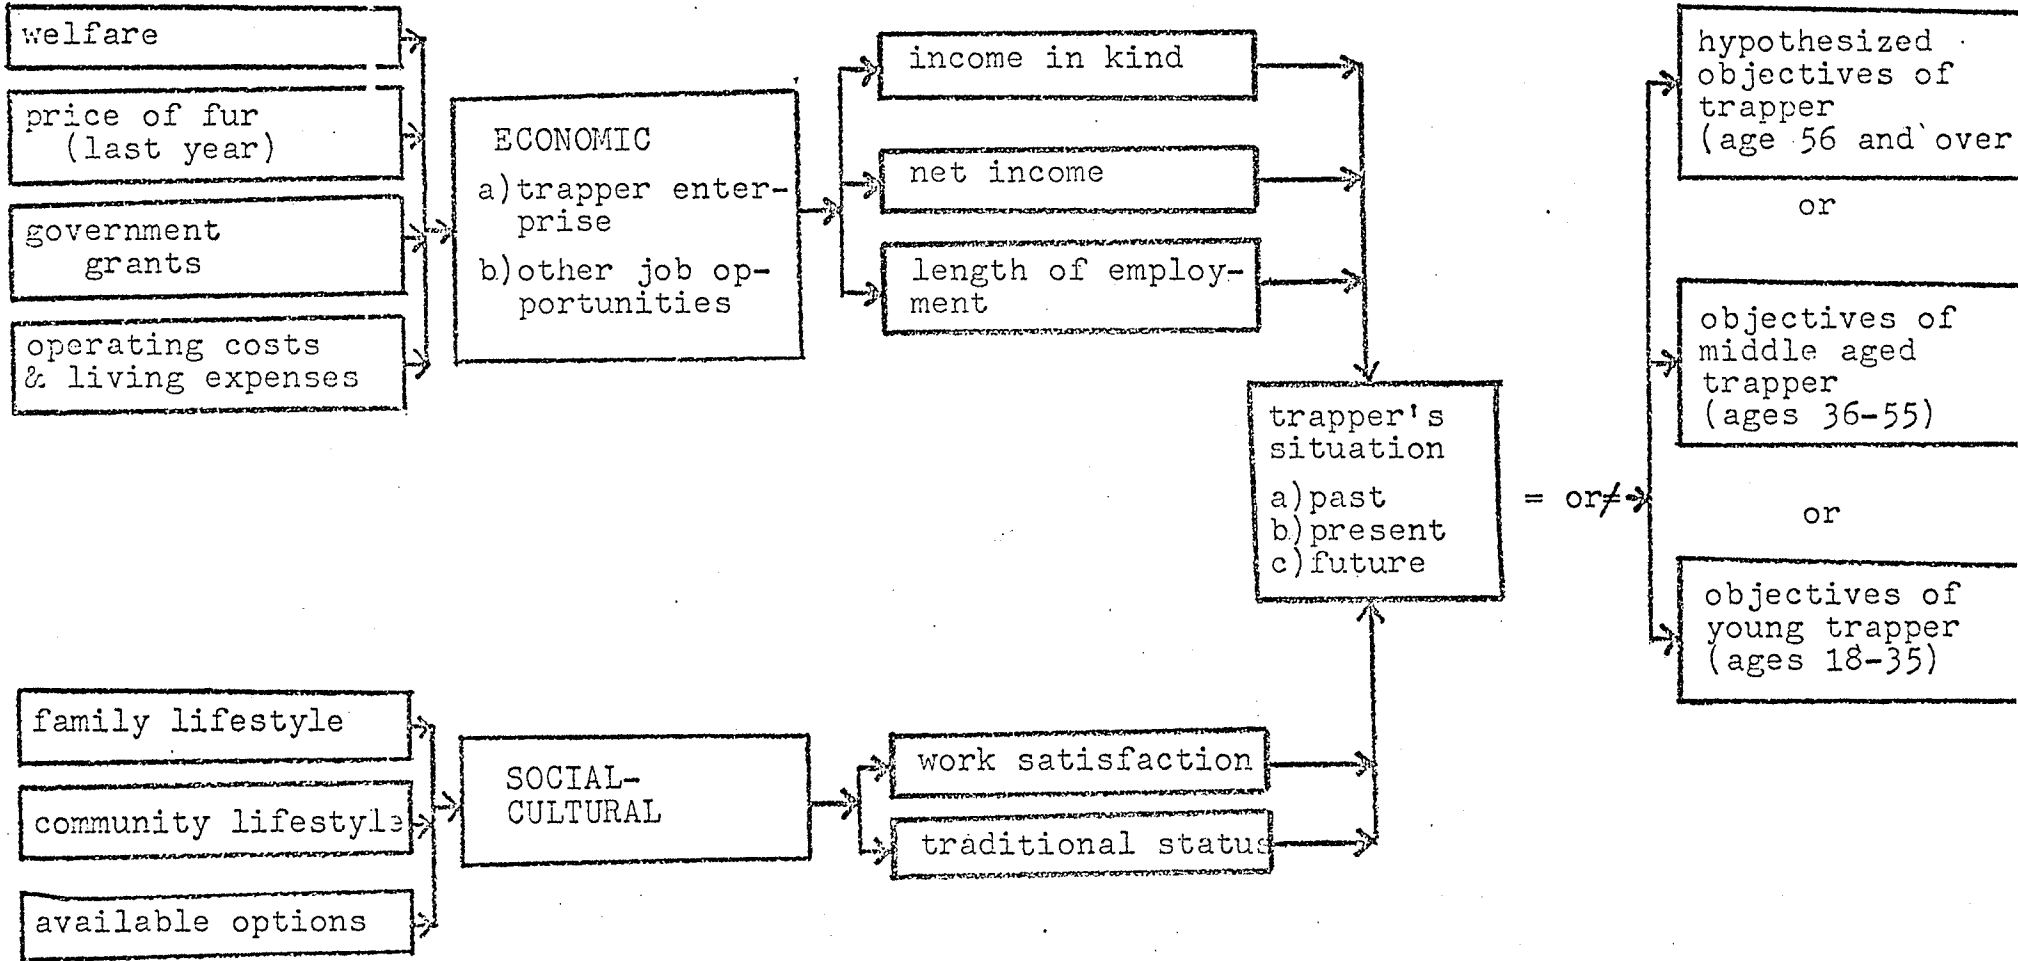 welfare
price of fur
(last year)
government
grants
operating costs
& living expenses
ECONOMIC
a)trapper enter-
prise
b)other job op-
portunities
income in kind
net income
length of employ-
ment
trapper's
situation
a)past
b)present
c)future
= or≠
hypothesized
objectives of
trapper
(age 56 and over
or
objectives of
middle aged
trapper
(ages 36-55)
or
objectives of
young trapper
(ages 18-35)
family lifestyle
community lifestyle
available options
SOCIAL-
CULTURAL
work satisfaction
traditional status